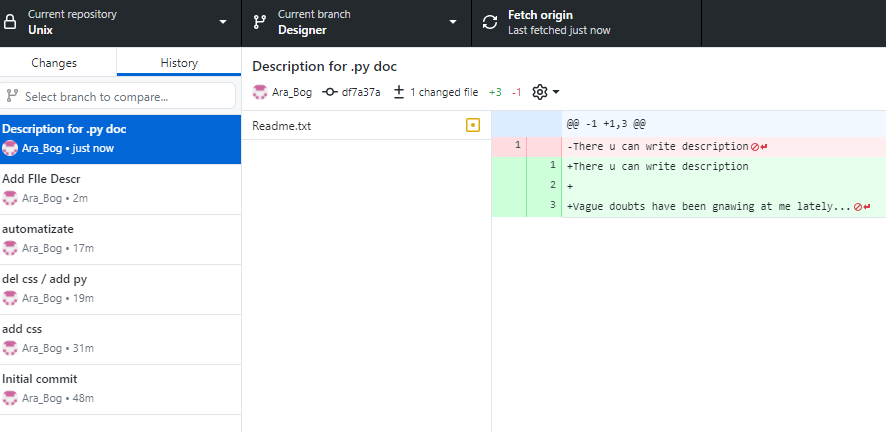 Current repository
Unix
Current branch
Designer
Fetch origin
Last fetched just now
Changes
History
Select branch to compare...
Description for .py doc
Ara_Bog • just now
Add FIle Descr
Ara_Bog • 2m
automatizate
Ara_Bog • 17m
del css / add py
Ara_Bog • 19m
add css
Ara_Bog • 31m
Initial commit
Ara_Bog • 48m
Description for .py doc
Ara_Bog df7a37a 1 changed file +3 -1
Readme.txt
@@ -1 +1,3 @@
1 -There u can write description
1 +There u can write description
2 +
3 +Vague doubts have been gnawing at me lately...